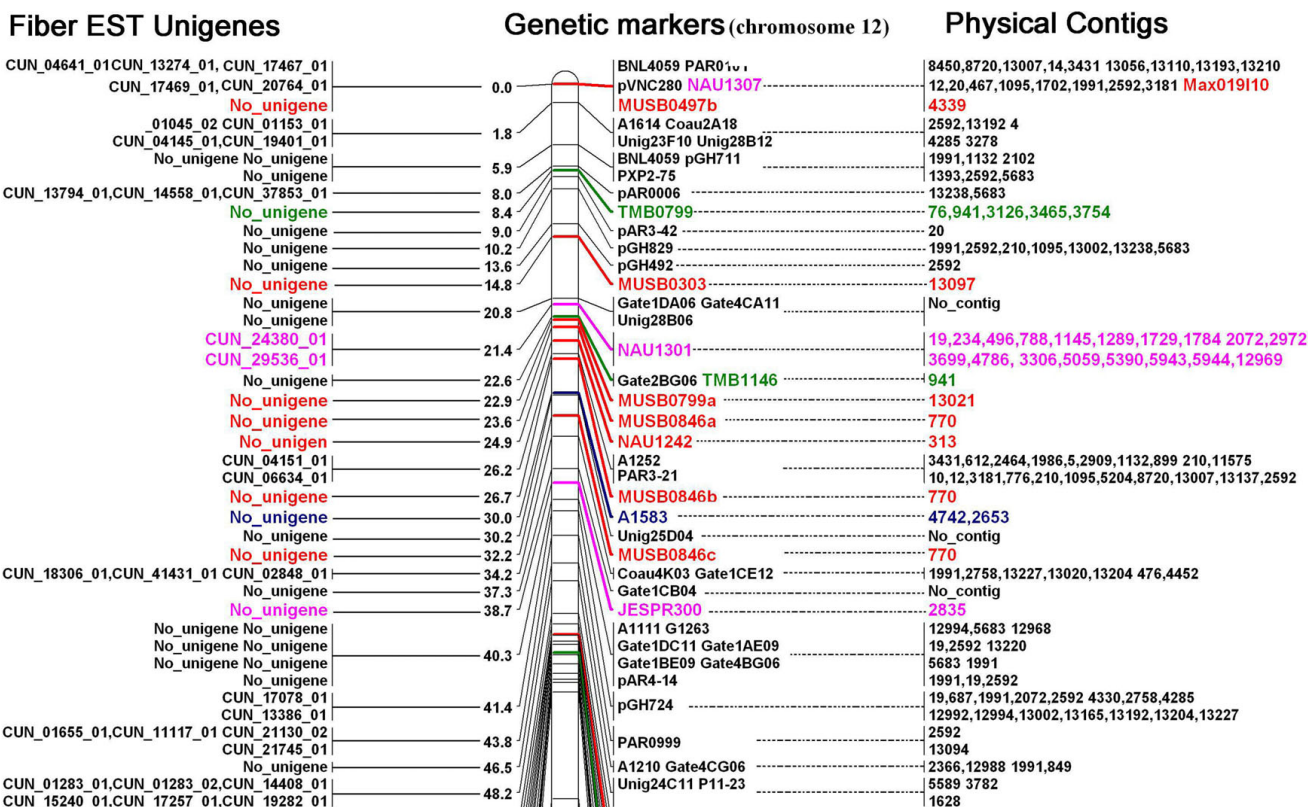 Fiber EST Unigenes Genetic markers (chromosome 12) Physical Contigs
CUN_04641_01CUN_13274_01, CUN_17467_01 BNL4059 8450,8720,13007,14,3431 13056,13110,13193,13210
CUN_17469_01, CUN_20764_01 0.0 pVNC280 NAU1307 12,20,467,1095,1702,1991,2592,3181 Max019I10
No_unigene MUSB0497b 4339
_01045_02 CUN_01153_01 A1614 Coau2A18 2592,13192 4
CUN_04145_01,CUN_19401_01 1.8 Unig23F10 Unig28B12 4285 3278
No_unigene No_unigene BNL4059 pGH711 1991,1132 2102
No_unigene 5.9 PXP2-75 1393,2592,5683
CUN_13794_01,CUN_14558_01,CUN_37853_01 8.0 pAR0006 13238,5683
No_unigene 8.4 TMB0799 76,941,3126,3465,3754
No_unigene 9.0 pAR3-42 20
No_unigene 10.2 pGH829 1991,2592,210,1095,13002,13238,5683
No_unigene 13.6 pGH492 2592
No_unigene 14.8 MUSB0303 13097
No_unigene Gate1DA06 Gate4CA11 No_contig
No_unigene 20.8 Unig28B06
CUN_24380_01 19,234,496,788,1145,1289,1729,1784 2072,2972
CUN_29536_01 21.4 NAU1301 3699,4786, 3306,5059,5390,5943,5944,12969
No_unigene 22.6 Gate2BG06 TMB1146 941
No_unigene 22.9 MUSB0799a 13021
No_unigene 23.6 MUSB0846a 770
No_unigen 24.9 NAU1242 313
CUN_04151_01 A1252 3431,612,2464,1986,5,2909,1132,899 210,11575
CUN_06634_01 26.2 PAR3-21 10,12,3181,776,210,1095,5204,8720,13007,13137,2592
No_unigene 26.7 MUSB0846b 770
No_unigene 30.0 A1583 4742,2653
No_unigene 30.2 Unig25D04 No_contig
No_unigene 32.2 MUSB0846c 770
CUN_18306_01,CUN_41431_01 CUN_02848_01 34.2 Coau4K03 Gate1CE12 1991,2758,13227,13020,13204 476,4452
No_unigene 37.3 Gate1CB04 No_contig
No_unigene 38.7 JESPR300 2835
No_unigene No_unigene A1111 G1263 12994,5683 12968
No_unigene No_unigene Gate1DC11 Gate1AE09 19,2592 13220
No_unigene No_unigene 40.3 Gate1BE09 Gate4BG06 5683 1991
No_unigene pAR4-14 1991,19,2592
CUN_17078_01 19,687,1991,2072,2592 4330,2758,4285
CUN_13386_01 41.4 pGH724 12992,12994,13002,13165,13192,13204,13227
CUN_01655_01,CUN_11117_01 CUN_21130_02 2592
CUN_21745_01 43.8 PAR0999 13094
No_unigene 46.5 A1210 Gate4CG06 2366,12988 1991,849
CUN_01283_01,CUN_01283_02,CUN_14408_01 Unig24C11 P11-23 5589 3782
CUN_15240_01,CUN_17257_01,CUN_19282_01 48.2 1628